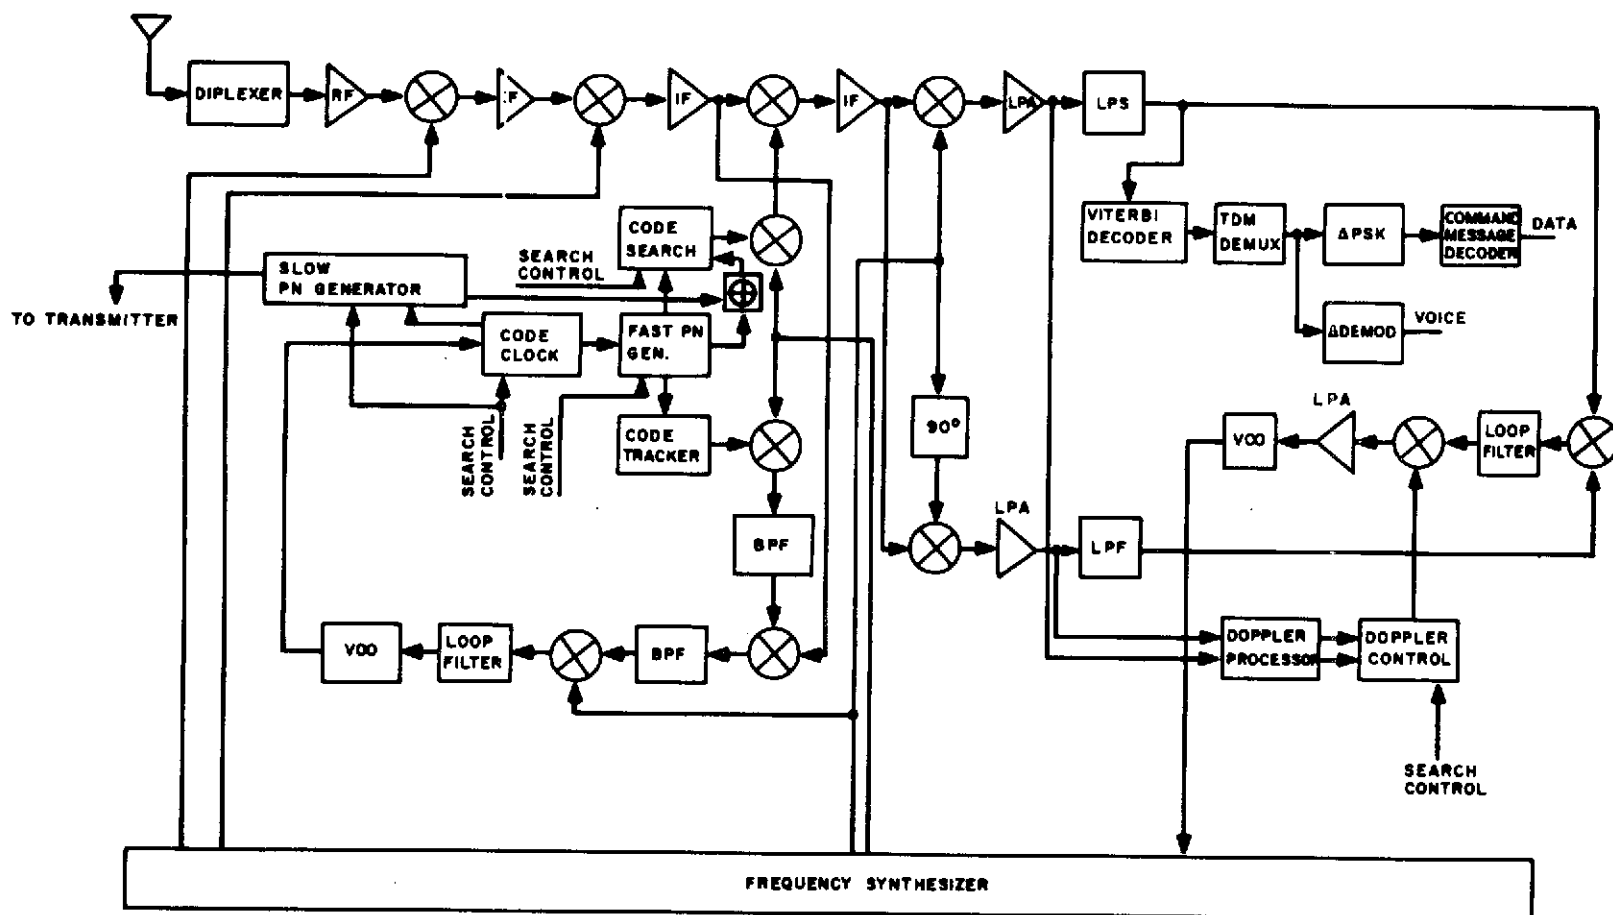 DIPLEXER
RF
IF
IF
IF
LPA
LPS
VITERBI
DECODER
TDM
DEMUX
ΔPSK
COMMAND
MESSAGE
DECODER
DATA
ΔDEMOD
VOICE
CODE
SEARCH
SEARCH
CONTROL
SLOW
PN GENERATOR
TO TRANSMITTER
CODE
CLOCK
FAST PN
GEN.
SEARCH
CONTROL
SEARCH
CONTROL
CODE
TRACKER
90°
LPA
VCO
LOOP
FILTER
BPF
LPA
LPF
VCO
LOOP
FILTER
BPF
DOPPLER
PROCESSOR
DOPPLER
CONTROL
SEARCH
CONTROL
FREQUENCY SYNTHESIZER